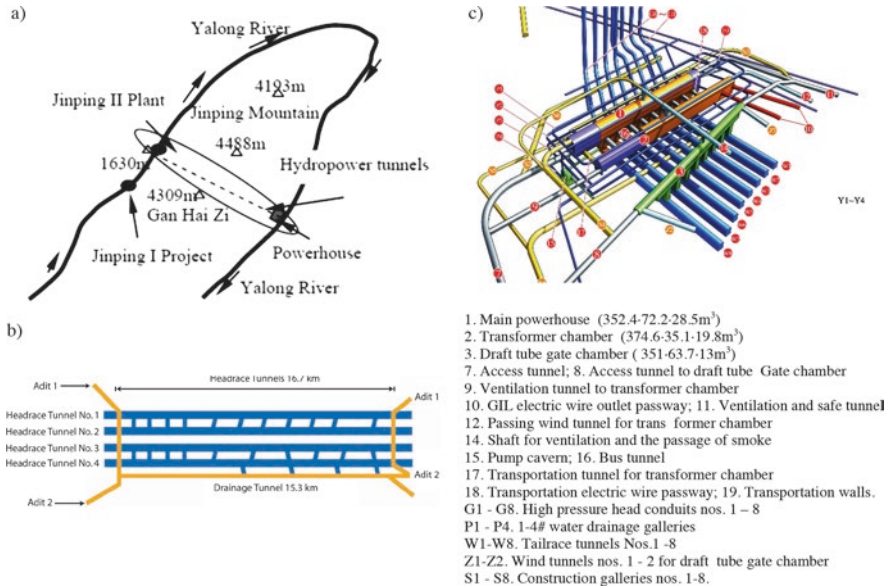 a)
Yalong River
4193m
Jinping II Plant
Jinping Mountain
4488m
1630m
Hydropower tunnels
4309m
Gan Hai Zi
Jinping I Project
Powerhouse
Yalong River
b)
Headrace Tunnels 16.7 km
Adit 1
Adit 1
Headrace Tunnel No. 1
Headrace Tunnel No. 2
Headrace Tunnel No. 3
Headrace Tunnel No. 4
Adit 2
Drainage Tunnel 15.3 km
Adit 2
c)
Y1~Y4
1. Main powerhouse (352.4-72.2-28.5m³)
2. Transformer chamber (374.6-35.1-19.8m³)
3. Draft tube gate chamber ( 351-63.7-13m³)
7. Access tunnel; 8. Access tunnel to draft tube Gate chamber
9. Ventilation tunnel to transformer chamber
10. GIL electric wire outlet passway; 11. Ventilation and safe tunnel
12. Passing wind tunnel for trans former chamber
14. Shaft for ventilation and the passage of smoke
15. Pump cavern; 16. Bus tunnel
17. Transportation tunnel for transformer chamber
18. Transportation electric wire passway; 19. Transportation walls.
G1 - G8. High pressure head conduits nos. 1 – 8
P1 - P4. 1-4# water drainage galleries
W1-W8. Tailrace tunnels Nos.1 -8
Z1-Z2. Wind tunnels nos. 1 - 2 for draft tube gate chamber
S1 - S8. Construction galleries nos. 1-8.